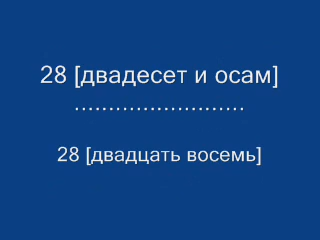 28 [двадесет и осам]
.........................
28 [двадцать восемь]